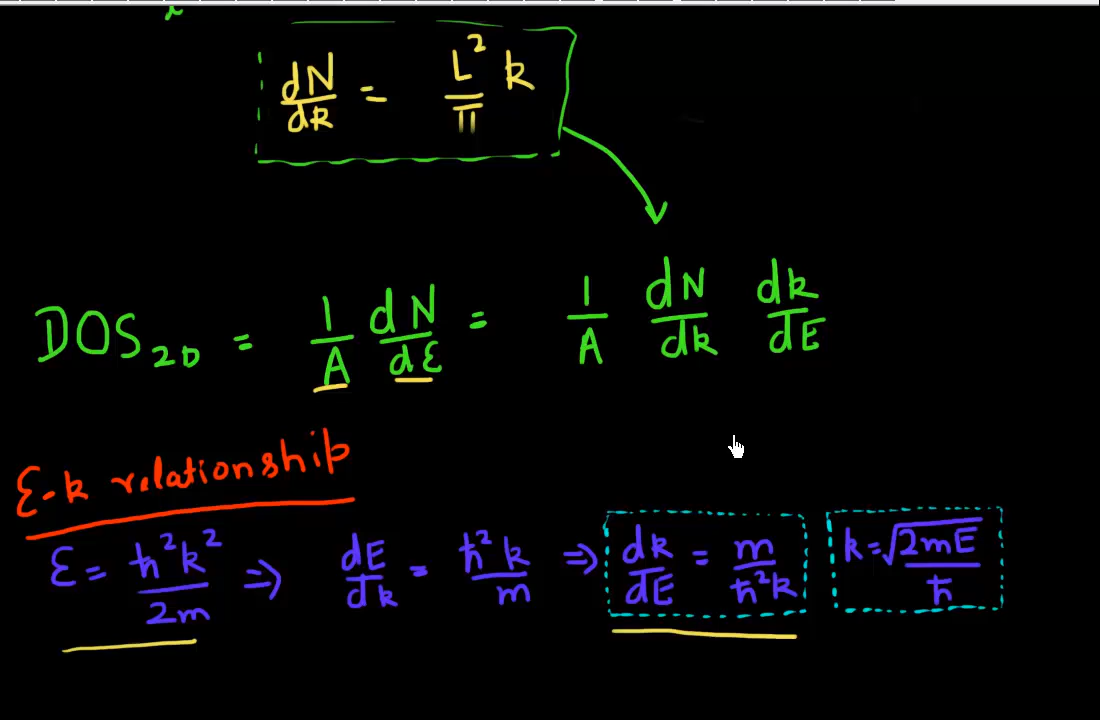 dN/dk = L²/π k
DOS₂D = 1/A dN/dE = 1/A dN/dk dk/dE
E-k relationship
E = ħ²k²/2m ⇒ dE/dk = ħ²k/m ⇒ dk/dE = m/ħ²k k = √2mE/ħ